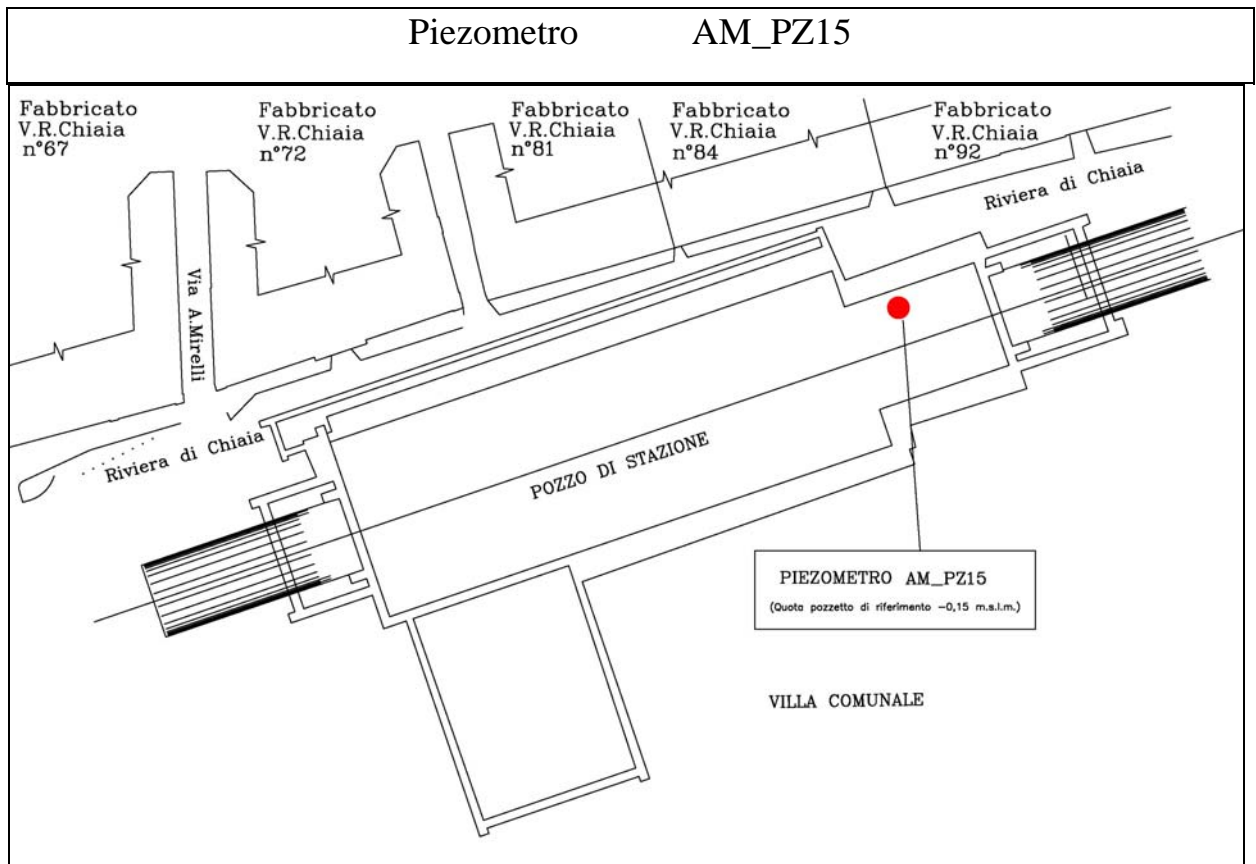 Piezometro AM_PZ15
Fabbricato
V.R.Chiaia
n°67
Fabbricato
V.R.Chiaia
n°72
Fabbricato
V.R.Chiaia
n°81
Fabbricato
V.R.Chiaia
n°84
Fabbricato
V.R.Chiaia
n°92
Riviera di Chiaia
Via A.Mirelli
Riviera di Chiaia
POZZO DI STAZIONE
PIEZOMETRO AM_PZ15
(Quota pozzetto di riferimento -0,15 m.s.l.m.)
VILLA COMUNALE